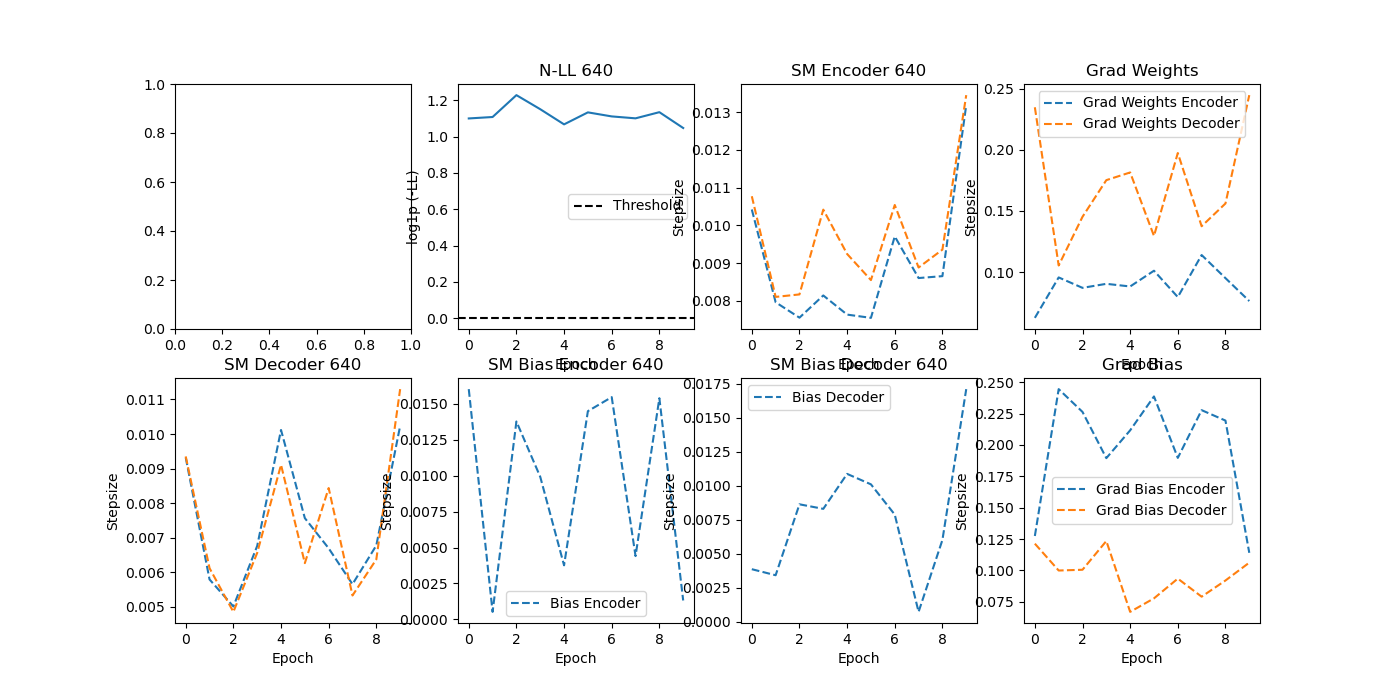 N-LL 640
SM Encoder 640
Grad Weights
1.0
0.8
0.6
0.4
0.2
0.0
0.0 0.2 0.4 0.6 0.8 1.0
log1p (-LL)
1.2
1.0
0.8
0.6
0.4
0.2
0.0
Threshold
0 2 4 6 8
Epoch
Stepsize
0.013
0.012
0.011
0.010
0.009
0.008
0 2 4 6 8
Epoch
Stepsize
0.25
0.20
0.15
0.10
Grad Weights Encoder
Grad Weights Decoder
0 2 4 6 8
Epoch
SM Decoder 640
SM Bias Encoder 640
SM Bias Decoder 640
Grad Bias
Stepsize
0.011
0.010
0.009
0.008
0.007
0.006
0.005
0 2 4 6 8
Epoch
Stepsize
0.0150
0.0125
0.0100
0.0075
0.0050
0.0025
0.0000
Bias Encoder
0 2 4 6 8
Epoch
Stepsize
0.0175
0.0150
0.0125
0.0100
0.0075
0.0050
0.0025
0.0000
Bias Decoder
0 2 4 6 8
Epoch
Stepsize
0.250
0.225
0.200
0.175
0.150
0.125
0.100
0.075
Grad Bias Encoder
Grad Bias Decoder
0 2 4 6 8
Epoch